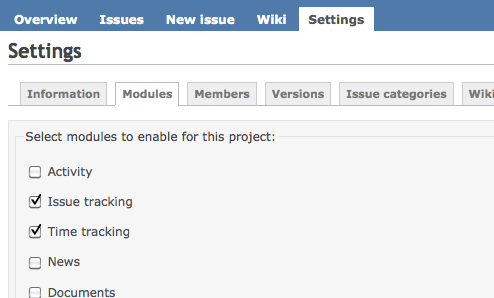 Overview Issues New issue Wiki Settings
Settings
Information Modules Members Versions Issue categories Wiki
Select modules to enable for this project:
Activity
Issue tracking
Time tracking
News
Documents